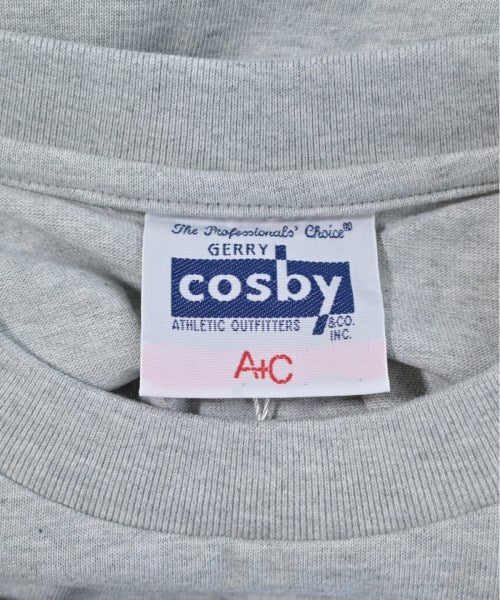 The Professionals' Choice®
GERRY
cosby
ATHLETIC OUTFITTERS &CO.
INC.
A+C